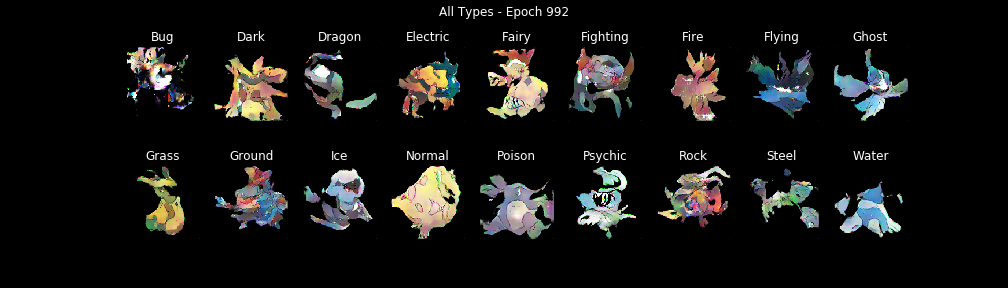 All Types - Epoch 992
Bug Dark Dragon Electric Fairy Fighting Fire Flying Ghost
Grass Ground Ice Normal Poison Psychic Rock Steel Water